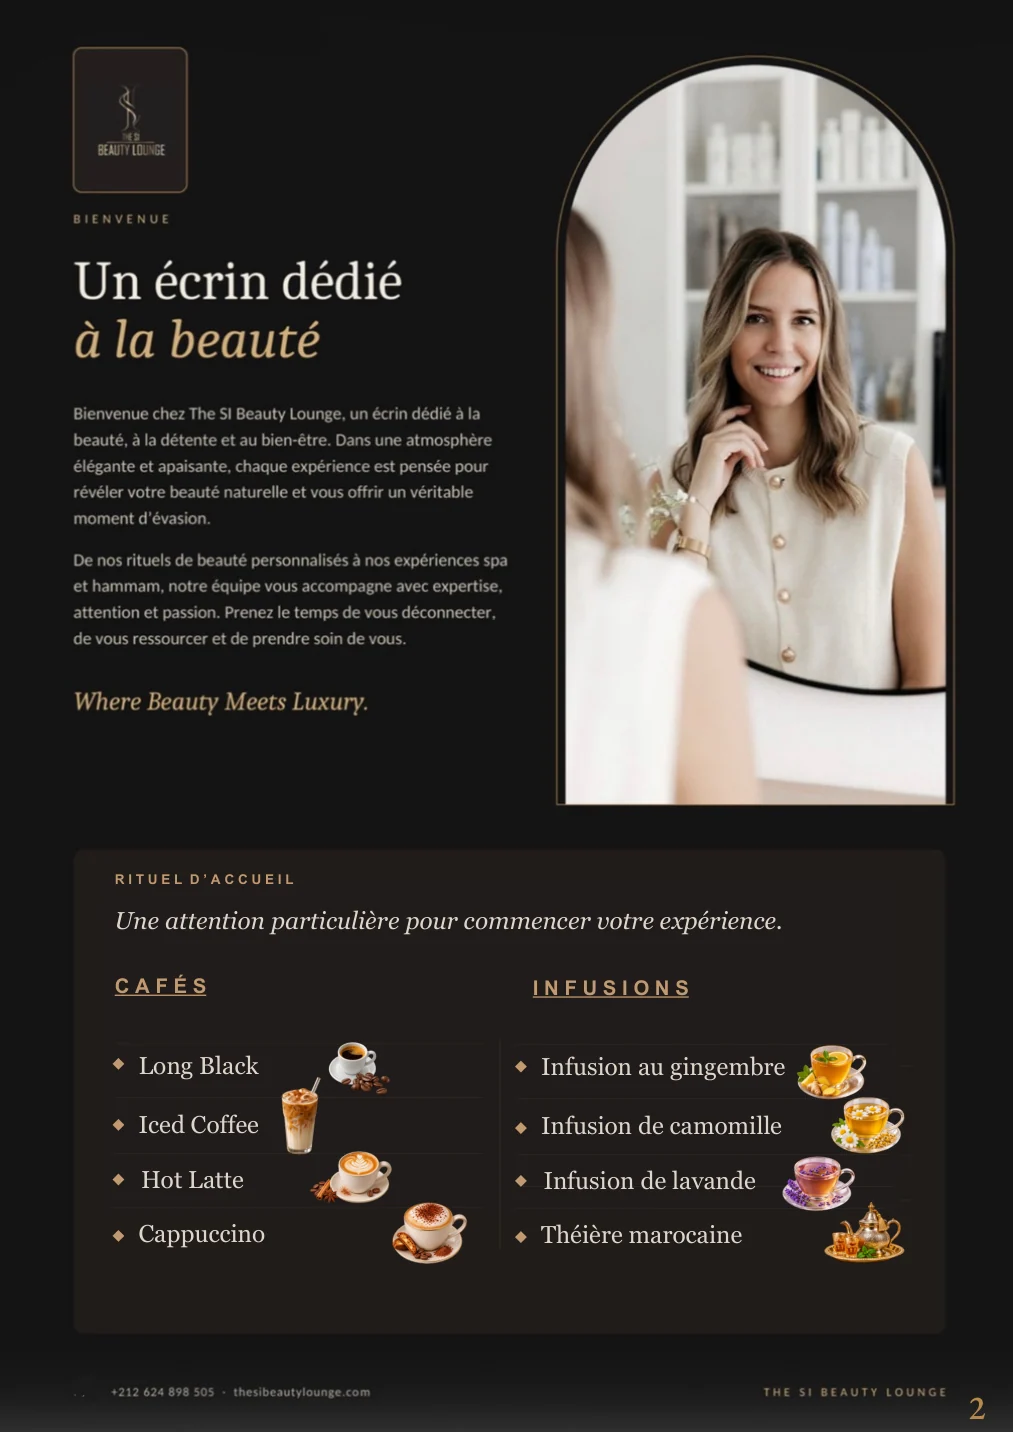 THE SI
BEAUTY LOUNGE
BIENVENUE
Un écrin dédié
à la beauté
Bienvenue chez The SI Beauty Lounge, un écrin dédié à la
beauté, à la détente et au bien-être. Dans une atmosphère
élégante et apaisante, chaque expérience est pensée pour
révéler votre beauté naturelle et vous offrir un véritable
moment d'évasion.
De nos rituels de beauté personnalisés à nos expériences spa
et hammam, notre équipe vous accompagne avec expertise,
attention et passion. Prenez le temps de vous déconnecter,
de vous ressourcer et de prendre soin de vous.
Where Beauty Meets Luxury.
RITUEL D'ACCUEIL
Une attention particulière pour commencer votre expérience.
CAFÉS
Long Black
Iced Coffee
Hot Latte
Cappuccino
INFUSIONS
Infusion au gingembre
Infusion de camomille
Infusion de lavande
Théière marocaine
+212 624 898 505 · thesibeautylounge.com
THE SI BEAUTY LOUNGE
2